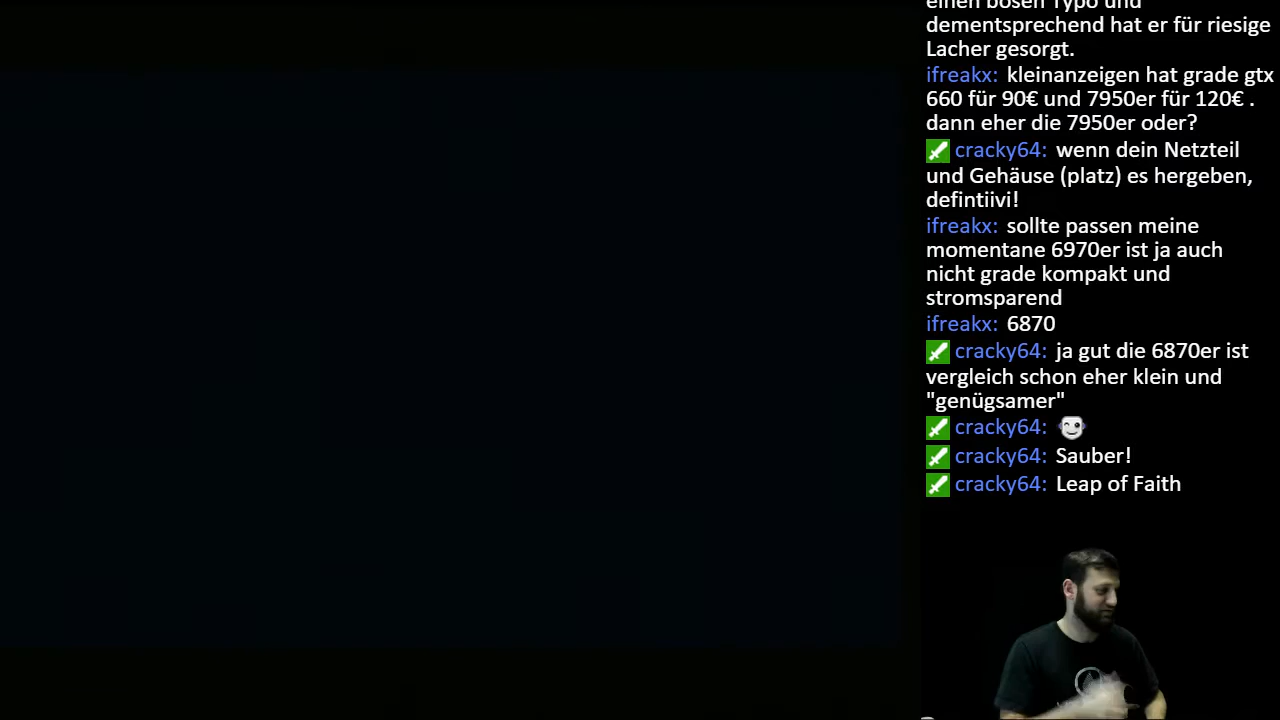 einen bösen Typo und
dementsprechend hat er für riesige
Lacher gesorgt.
ifreakx: kleinanzeigen hat grade gtx
660 für 90€ und 7950er für 120€ .
dann eher die 7950er oder?
cracky64: wenn dein Netzteil
und Gehäuse (platz) es hergeben,
defintiivi!
ifreakx: sollte passen meine
momentane 6970er ist ja auch
nicht grade kompakt und
stromsparend
ifreakx: 6870
cracky64: ja gut die 6870er ist
vergleich schon eher klein und
"genügsamer"
cracky64:
cracky64: Sauber!
cracky64: Leap of Faith